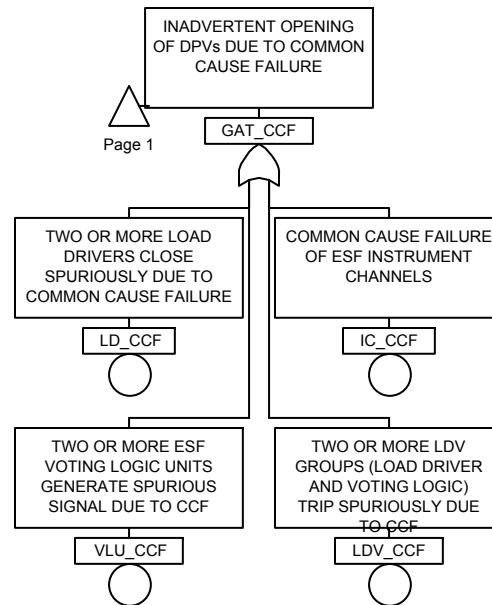 INADVERTENT OPENING
OF DPVs DUE TO COMMON
CAUSE FAILURE
Page 1
GAT_CCF
TWO OR MORE LOAD
DRIVERS CLOSE
SPURIOUSLY DUE TO
COMMON CAUSE FAILURE
LD_CCF
COMMON CAUSE FAILURE
OF ESF INSTRUMENT
CHANNELS
IC_CCF
TWO OR MORE ESF
VOTING LOGIC UNITS
GENERATE SPURIOUS
SIGNAL DUE TO CCF
VLU_CCF
TWO OR MORE LDV
GROUPS (LOAD DRIVER
AND VOTING LOGIC)
TRIP SPURIOUSLY DUE
TO CCF
LDV_CCF